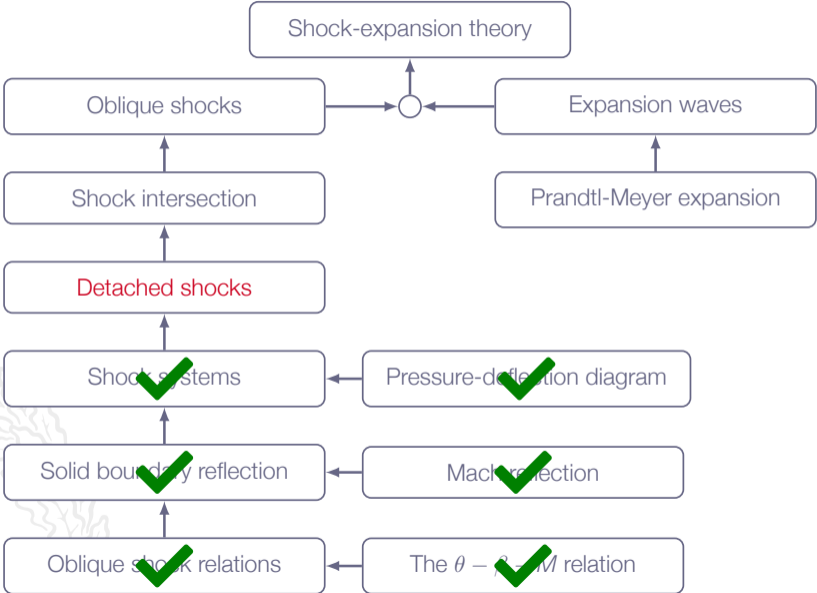 Shock-expansion theory
Oblique shocks
Expansion waves
Shock intersection
Prandtl-Meyer expansion
Detached shocks
Shock systems
Pressure-deflection diagram
Solid boundary reflection
Mach reflection
Oblique shock relations
The θ − β − M relation